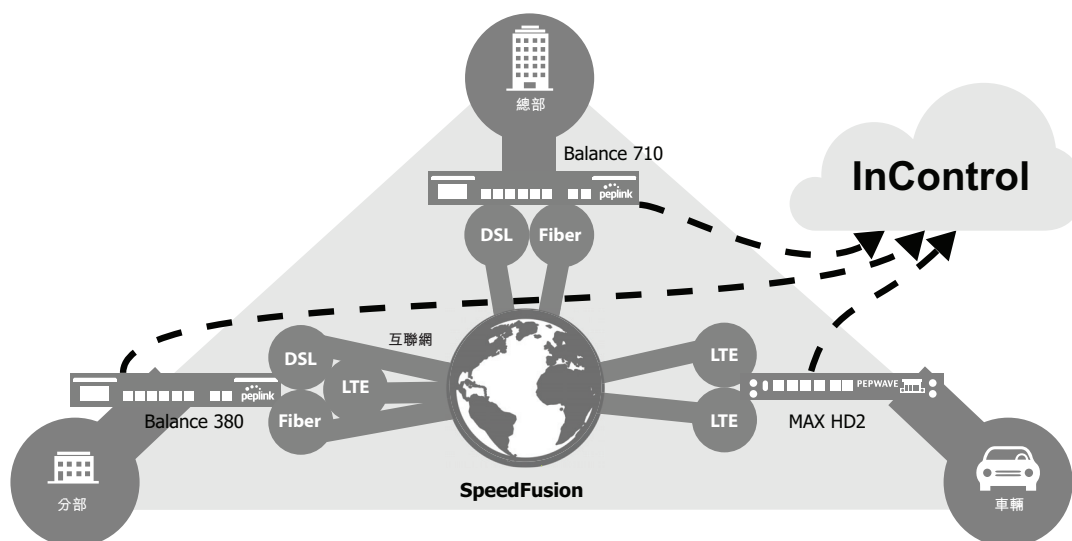 總部
Balance 710
peplink
InControl
DSL
Fiber
互聯網
DSL
LTE
Fiber
LTE
LTE
peplink
Balance 380
PEPWAVE
MAX HD2
SpeedFusion
分部
車輛